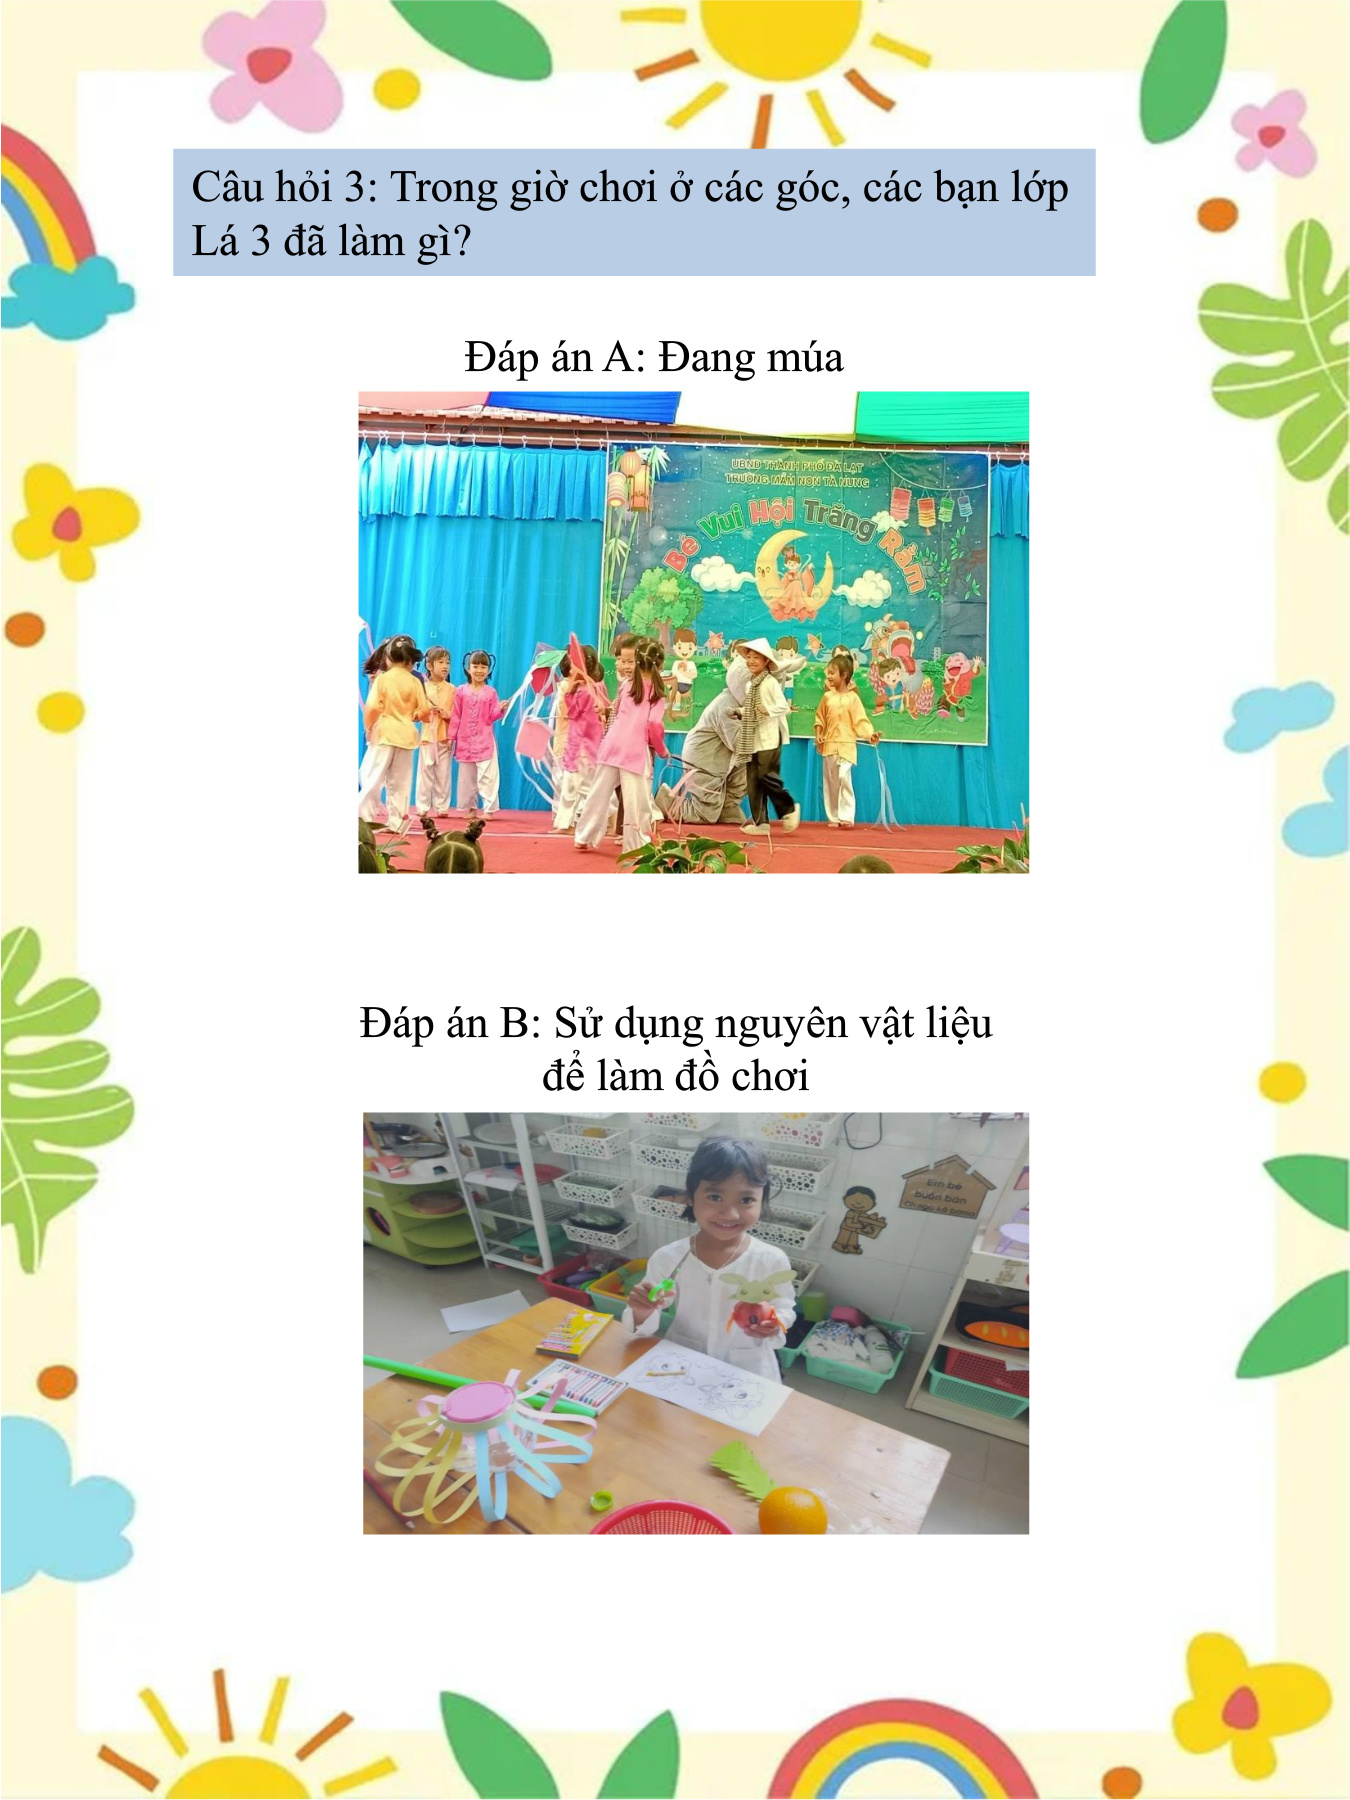 Câu hỏi 3: Trong giờ chơi ở các góc, các bạn lớp
Lá 3 đã làm gì?
Đáp án A: Đang múa
UBND THÀNH PHỐ ĐÀ LẠT
TRƯỜNG MẦM NON TÀ NUNG
Bé Vui Hội Trăng Rằm
Đáp án B: Sử dụng nguyên vật liệu
để làm đồ chơi
Em bé
buôn bán